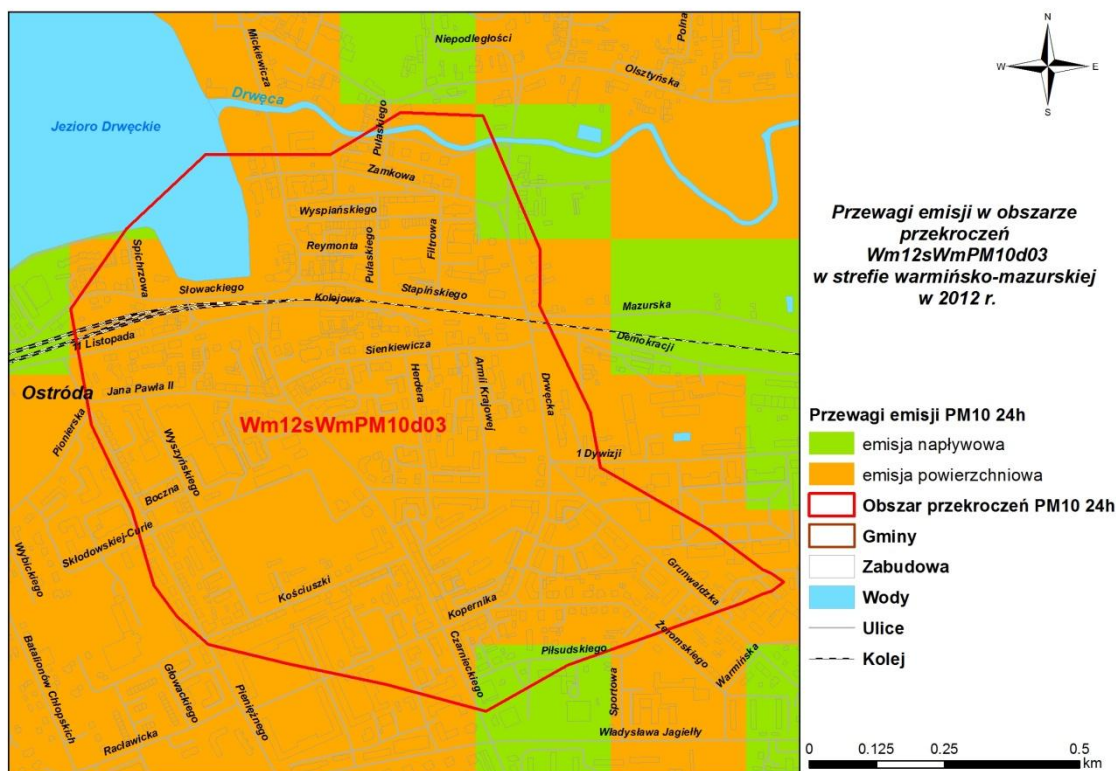 Mickiewicza
Niepodległości
Polna
Olsztyńska
Drwęca
Jezioro Drwęckie
Pułaskiego
Zamkowa
Wyspiańskiego
Reymonta
Pułaskiego
Filtrowa
Spichrzowa
Słowackiego
Stapińskiego
Kolejowa
Mazurska
Demokracji
11 Listopada
Sienkiewicza
Herdera
Armii Krajowej
Drwęcka
Ostróda
Jana Pawła II
Pionierska
Wm12sWmPM10d03
Wyszyńskiego
1 Dywizji
Boczna
Skłodowskiej-Curie
Wybickiego
Kościuszki
Kopernika
Grunwaldzka
Czarnieckiego
Piłsudskiego
Żeromskiego
Warmińska
Sportowa
Batalionów Chłopskich
Głowackiego
Pieniężnego
Racławicka
Władysława Jagiełły
N
W
E
S
Przewagi emisji w obszarze
przekroczeń
Wm12sWmPM10d03
w strefie warmińsko-mazurskiej
w 2012 r.
Przewagi emisji PM10 24h
emisja napływowa
emisja powierzchniowa
Obszar przekroczeń PM10 24h
Gminy
Zabudowa
Wody
Ulice
Kolej
0 0.125 0.25 0.5
km